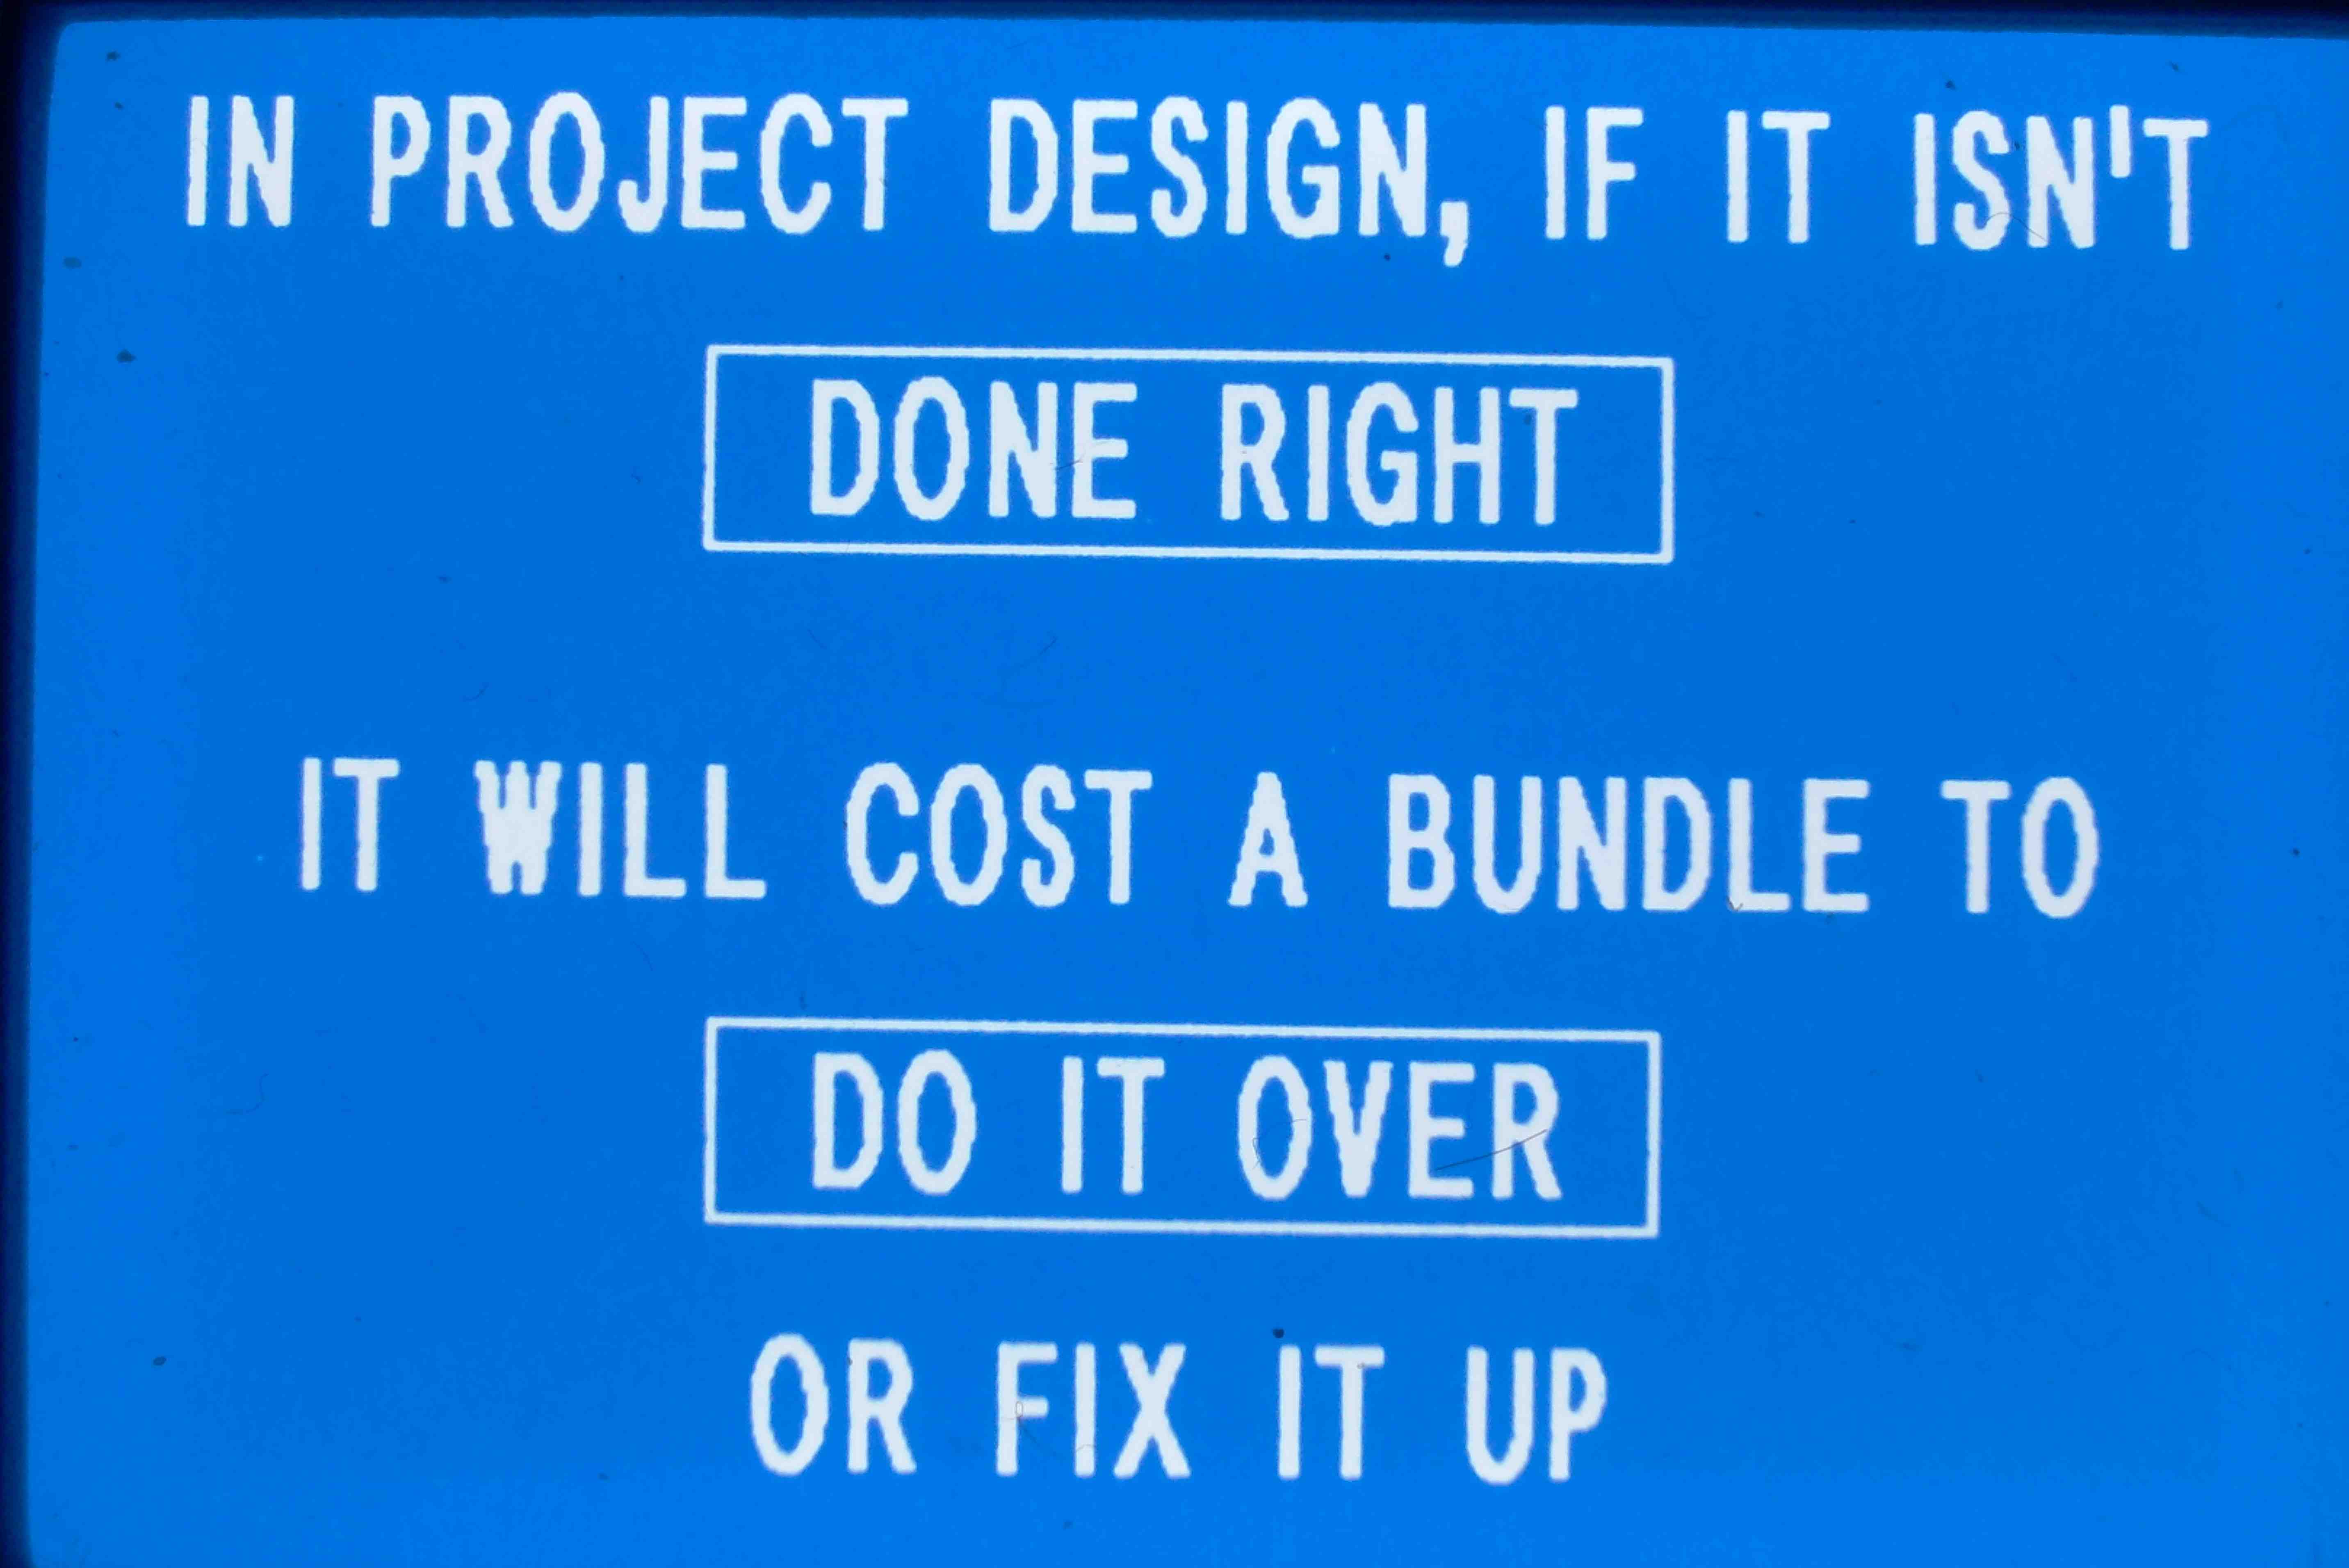 IN PROJECT DESIGN, IF IT ISN'T
DONE RIGHT
IT WILL COST A BUNDLE TO
DO IT OVER
OR FIX IT UP